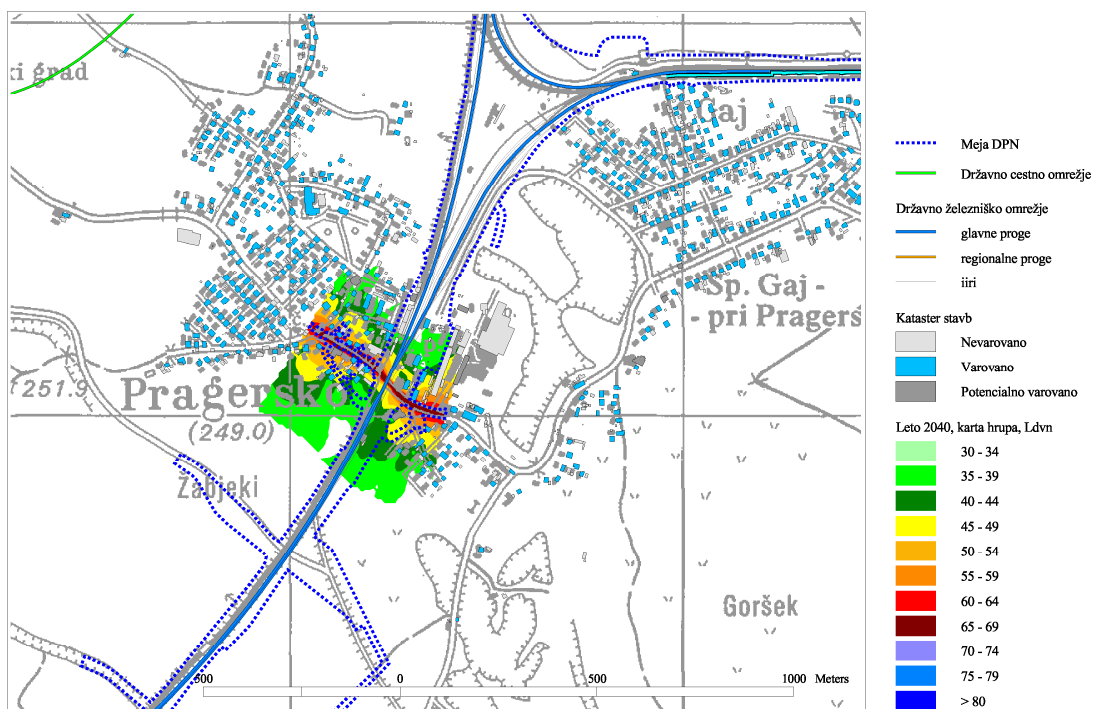 ki grad
Gaj
Sp. Gaj -
- pri Pragers
(251.9
Pragersko
(249.0)
Žabjeki
Goršek
500 0 500 1000 Meters
Meja DPN
Državno cestno omrežje
Državno železniško omrežje
glavne proge
regionalne proge
iiri
Kataster stavb
Nevarovano
Varovano
Potencialno varovano
Leto 2040, karta hrupa, Ldvn
30 - 34
35 - 39
40 - 44
45 - 49
50 - 54
55 - 59
60 - 64
65 - 69
70 - 74
75 - 79
> 80